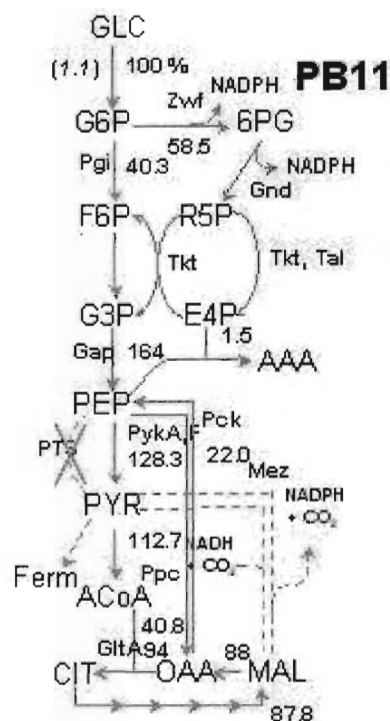 GLC
(1.1) 100 %
PB11
NADPH
Zwf
G6P 6PG
58.5
Pgi 40.3
NADPH
Gnd
F6P R5P
Tkt Tkt, Tal
G3P E4P
1.5
Gap 164
AAA
PEP
Pck
PTS PykA,F
128.3 22.0
Mez
PYR
NADPH
+ CO2
112.7 NADH
Ferm Ppc + CO2
ACoA
40.8
GltA 94 88
CIT OAA MAL
87.8